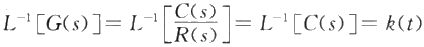 L⁻¹[G(s)] = L⁻¹[C(s)/R(s)] = L⁻¹[C(s)] = k(t)